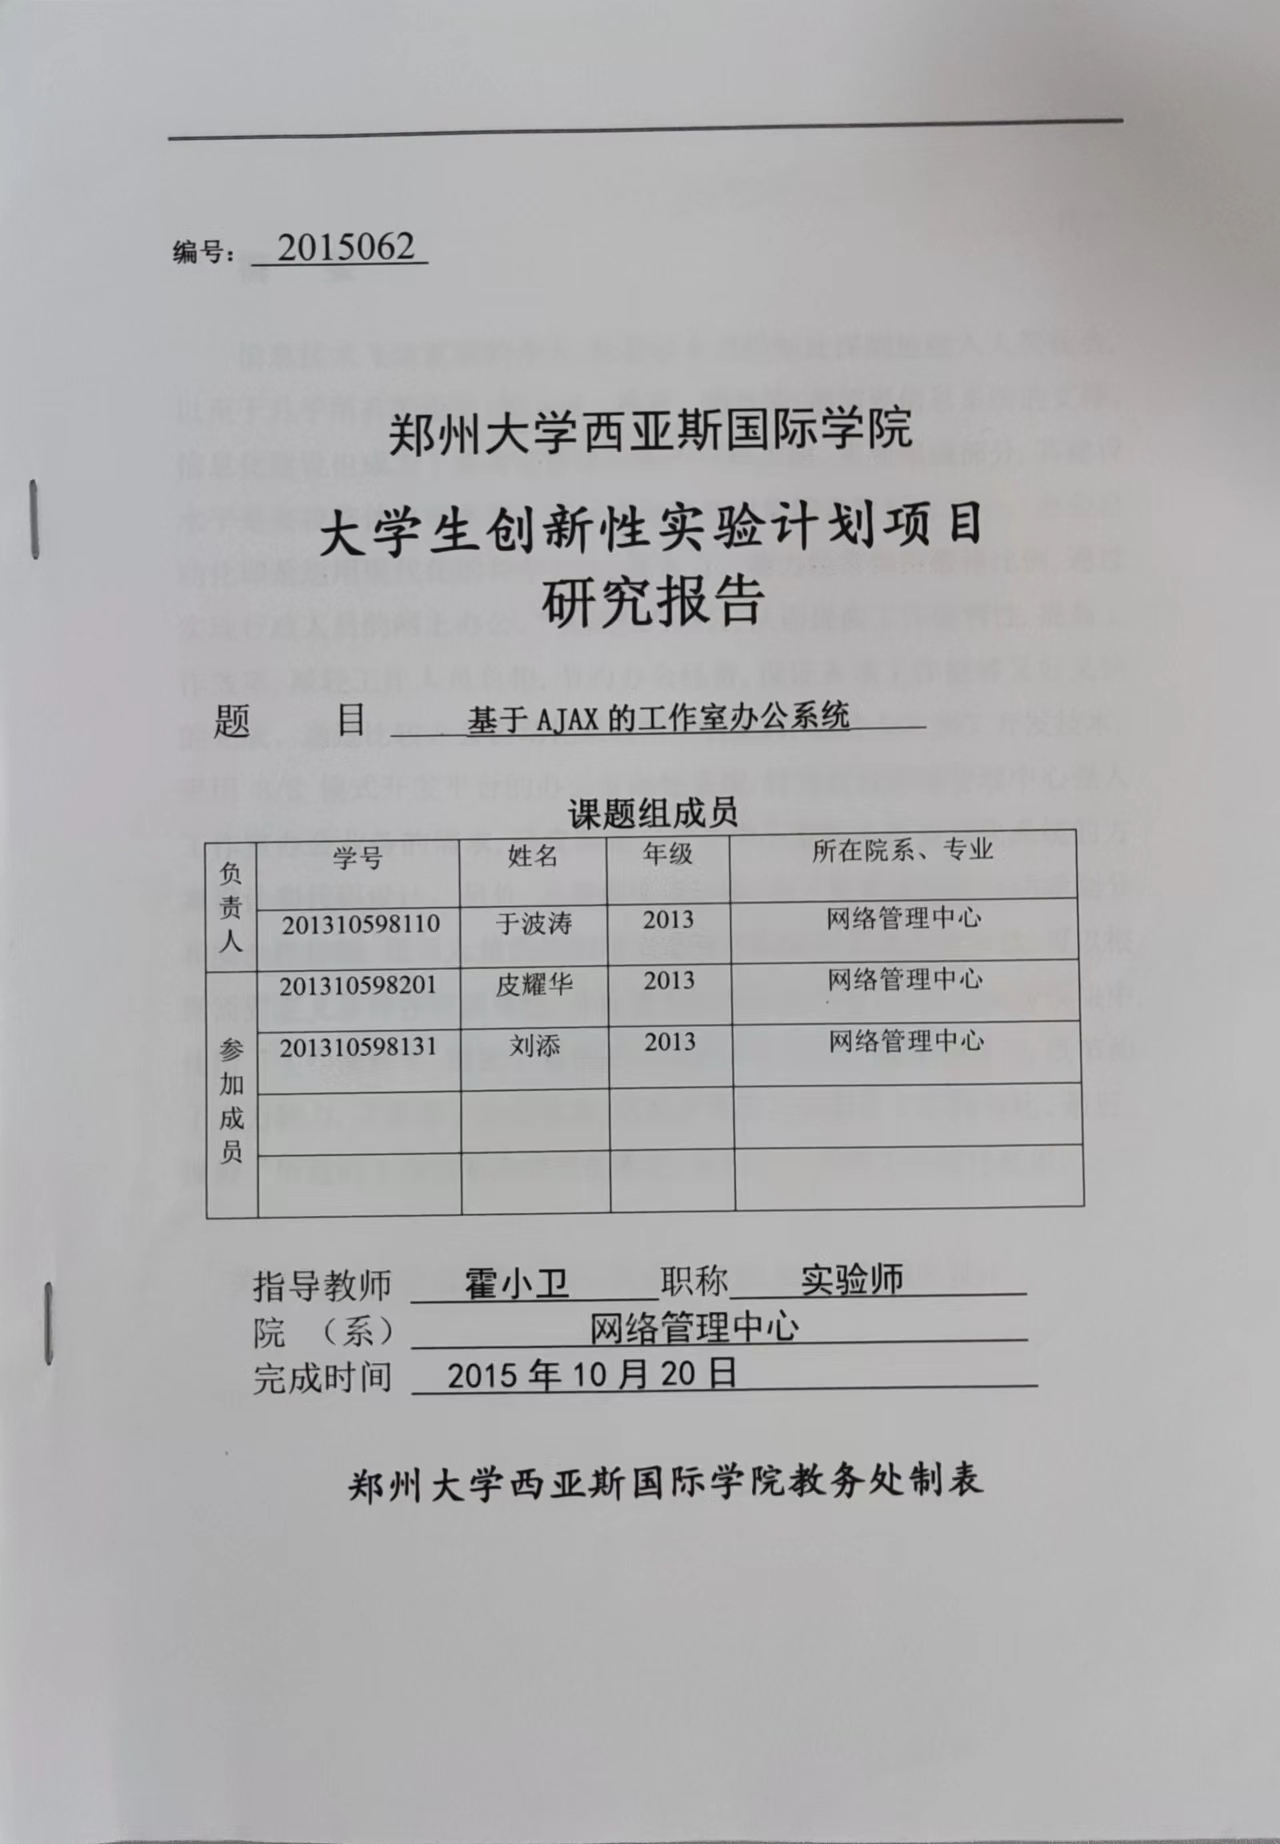 编号： 2015062
郑州大学西亚斯国际学院
大学生创新性实验计划项目
研究报告
题 目 基于 AJAX 的工作室办公系统
课题组成员
负责人 学号 姓名 年级 所在院系、专业
201310598110 于波涛 2013 网络管理中心
参加成员 201310598201 皮耀华 2013 网络管理中心
201310598131 刘添 2013 网络管理中心
指导教师 霍小卫 职称 实验师
院 （系） 网络管理中心
完成时间 2015 年 10 月 20 日
郑州大学西亚斯国际学院教务处制表